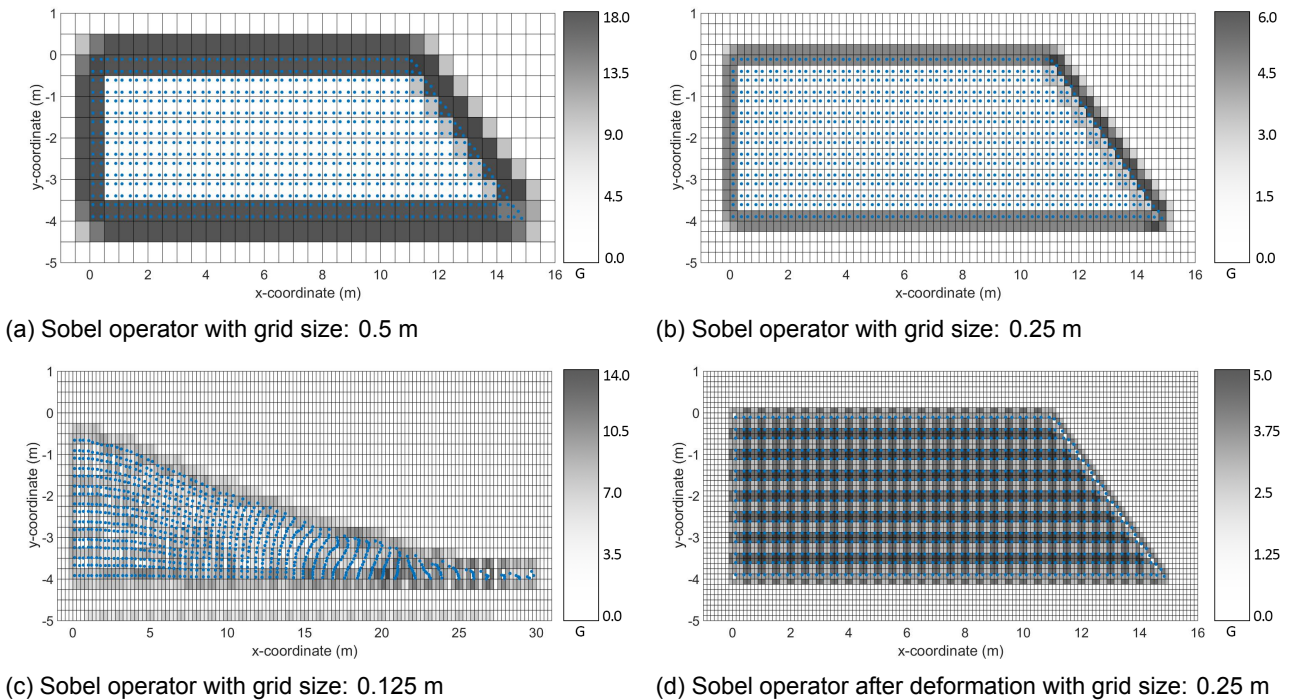 1
0
-1
-2
-3
-4
-5
y-coordinate (m)
0 2 4 6 8 10 12 14 16
x-coordinate (m)
18.0
13.5
9.0
4.5
0.0
G
(a) Sobel operator with grid size: 0.5 m
1
0
-1
-2
-3
-4
-5
y-coordinate (m)
0 2 4 6 8 10 12 14 16
x-coordinate (m)
6.0
4.5
3.0
1.5
0.0
G
(b) Sobel operator with grid size: 0.25 m
1
0
-1
-2
-3
-4
-5
y-coordinate (m)
0 5 10 15 20 25 30
x-coordinate (m)
14.0
10.5
7.0
3.5
0.0
G
(c) Sobel operator with grid size: 0.125 m
1
0
-1
-2
-3
-4
-5
y-coordinate (m)
0 2 4 6 8 10 12 14 16
x-coordinate (m)
5.0
3.75
2.5
1.25
0.0
G
(d) Sobel operator after deformation with grid size: 0.25 m